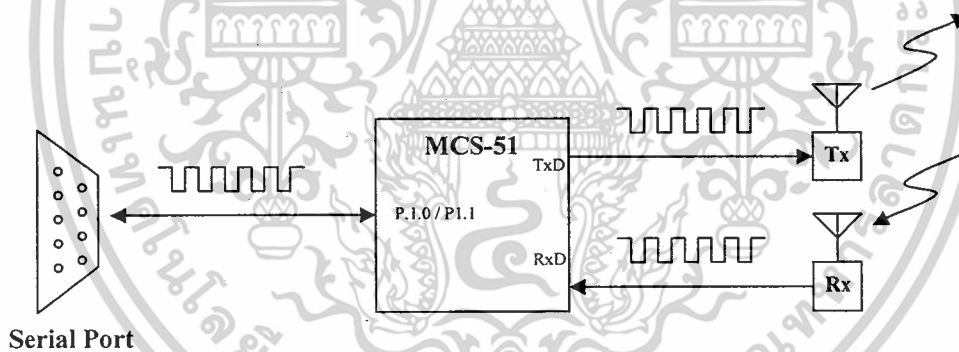 MCS-51
TxD
Tx
P.1.0 / P1.1
RxD
Rx
Serial Port